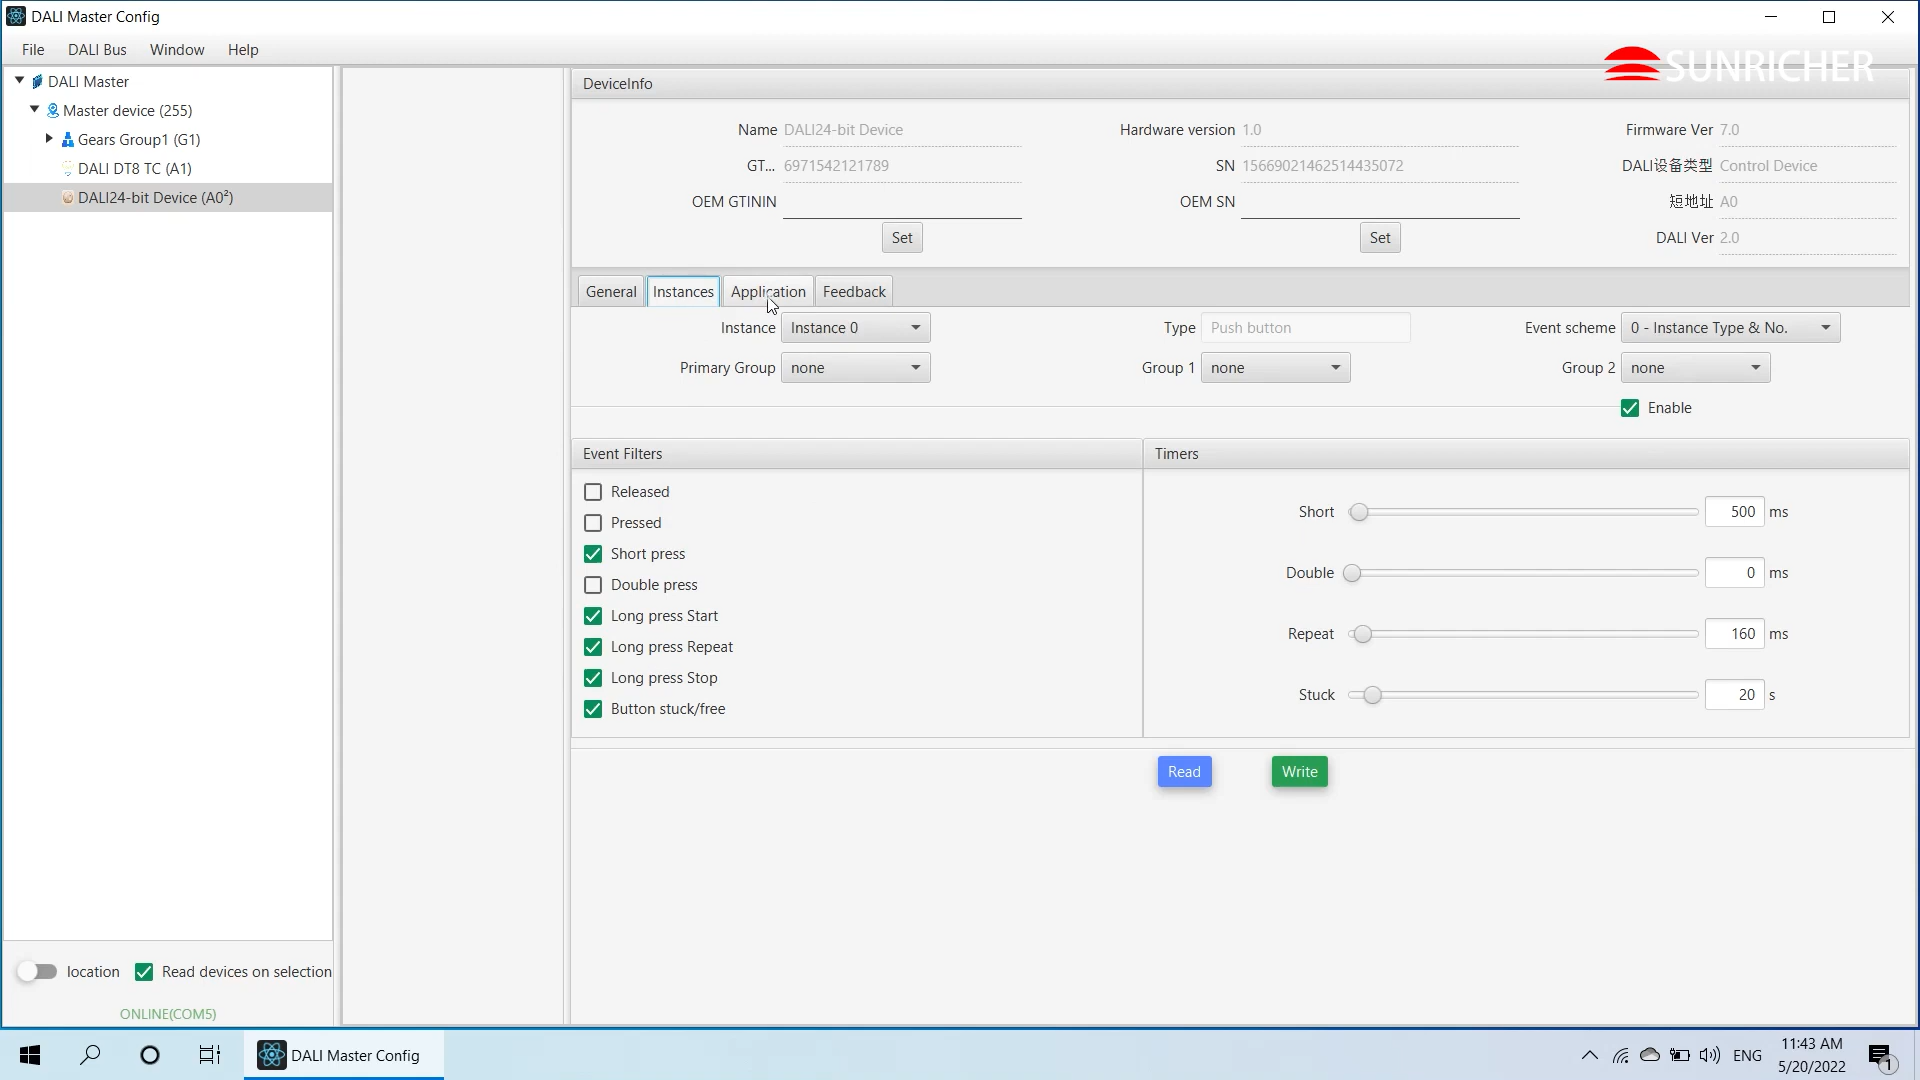 DALI Master Config
File DALI Bus Window Help
SUNRICHER
DALI Master
Master device (255)
Gears Group1 (G1)
DALI DT8 TC (A1)
DALI24-bit Device (A0²)
DeviceInfo
Name DALI24-bit Device Hardware version 1.0 Firmware Ver 7.0
GT... 6971542121789 SN 15669021462514435072 DALI设备类型 Control Device
OEM GTININ OEM SN 短地址 A0
Set Set DALI Ver 2.0
General Instances Application Feedback
Instance Instance 0 Type Push button Event scheme 0 - Instance Type & No.
Primary Group none Group 1 none Group 2 none
Enable
Event Filters Timers
Released
Pressed
Short press
Double press
Long press Start
Long press Repeat
Long press Stop
Button stuck/free
Short 500 ms
Double 0 ms
Repeat 160 ms
Stuck 20 s
Read Write
location Read devices on selection
ONLINE(COM5)
DALI Master Config
ENG
11:43 AM
5/20/2022
1